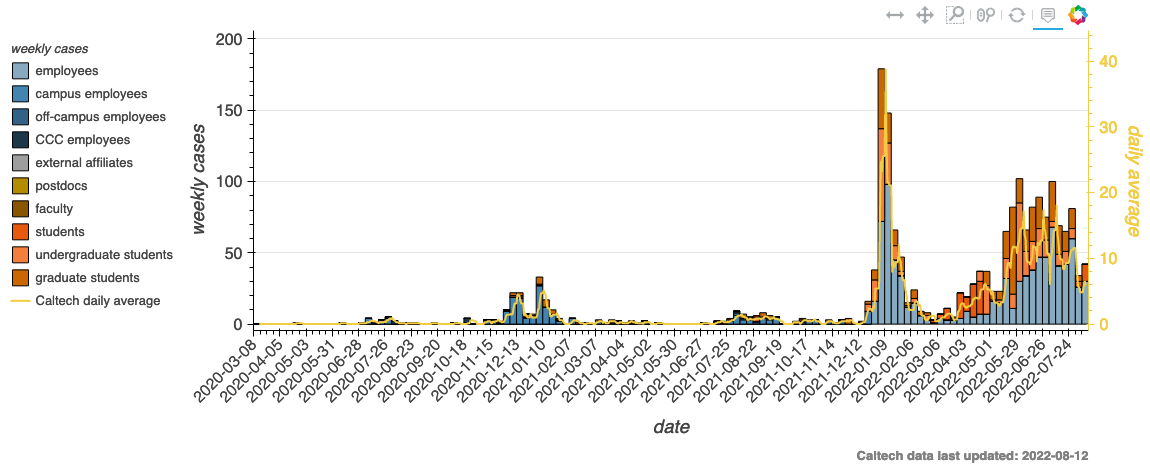 weekly cases
employees
campus employees
off-campus employees
CCC employees
external affiliates
postdocs
faculty
students
undergraduate students
graduate students
Caltech daily average
weekly cases
200
150
100
50
0
40
30
20
10
0
daily average
2020-03-08
2020-04-05
2020-05-03
2020-05-31
2020-06-28
2020-07-26
2020-08-23
2020-09-20
2020-10-18
2020-11-15
2020-12-13
2021-01-10
2021-02-07
2021-03-07
2021-04-04
2021-05-02
2021-05-30
2021-06-27
2021-07-25
2021-08-22
2021-09-19
2021-10-17
2021-11-14
2021-12-12
2022-01-09
2022-02-06
2022-03-06
2022-04-03
2022-05-01
2022-05-29
2022-06-26
2022-07-24
date
Caltech data last updated: 2022-08-12